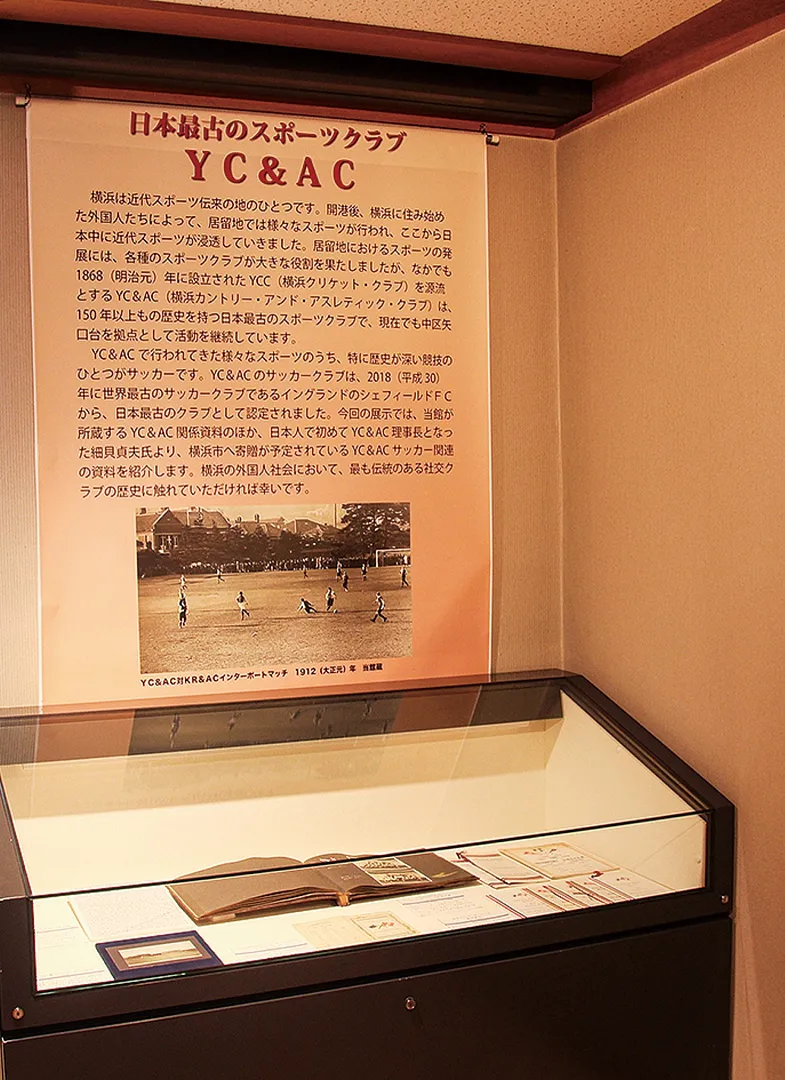 日本最古のスポーツクラブ
YC&AC
横浜は近代スポーツ伝来の地のひとつです。開港後、横浜に住み始め
た外国人たちによって、居留地では様々なスポーツが行われ、ここから日
本中に近代スポーツが浸透していきました。居留地におけるスポーツの発
展には、各種のスポーツクラブが大きな役割を果たしましたが、なかでも
1868（明治元）年に設立されたYCC（横浜クリケット・クラブ）を源流
とするYC&AC（横浜カントリー・アンド・アスレティック・クラブ）は、
150年以上もの歴史を持つ日本最古のスポーツクラブで、現在でも中区矢
口台を拠点として活動を継続しています。
YC&ACで行われてきた様々なスポーツのうち、特に歴史が深い競技の
ひとつがサッカーです。YC&ACのサッカークラブは、2018（平成30）
年に世界最古のサッカークラブであるイングランドのシェフィールドＦＣ
から、日本最古のクラブとして認定されました。今回の展示では、当館が
所蔵するYC&AC関係資料のほか、日本人で初めてYC&AC理事長となっ
た細貝貞夫氏より、横浜市へ寄贈が予定されているYC&ACサッカー関連
の資料を紹介します。横浜の外国人社会において、最も伝統のある社交ク
ラブの歴史に触れていただければ幸いです。
YC&AC対KR&ACインターポートマッチ　1912（大正元）年　当館蔵